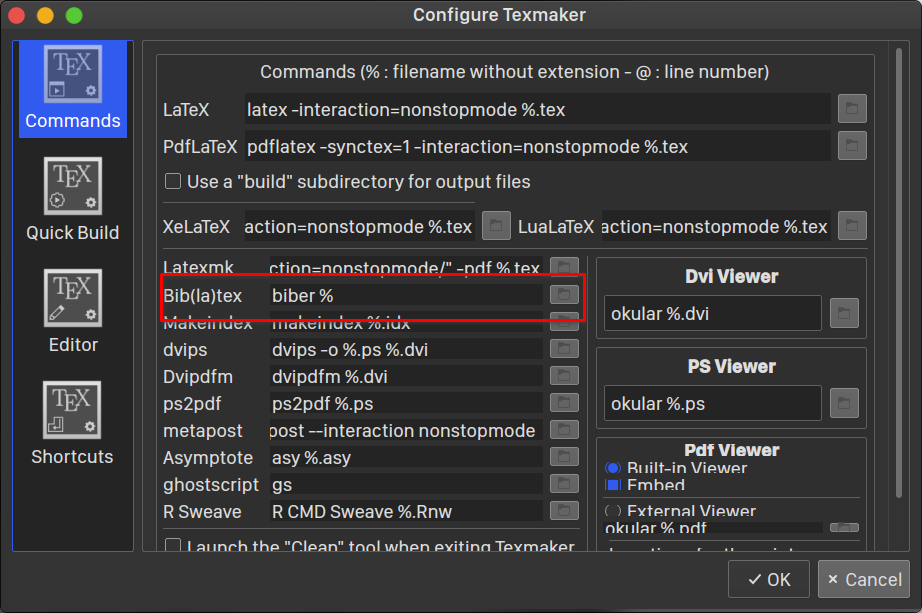 Configure Texmaker
Commands
Quick Build
Editor
Shortcuts
Commands (% : filename without extension - @ : line number)
LaTeX latex -interaction=nonstopmode %.tex
PdfLaTeX pdflatex -synctex=1 -interaction=nonstopmode %.tex
Use a "build" subdirectory for output files
XeLaTeX action=nonstopmode %.tex LuaLaTeX action=nonstopmode %.tex
Latexmk ction=nonstopmode/" -pdf %.tex
Bib(la)tex biber %
Makeindex makeindex %.idx
dvips dvips -o %.ps %.dvi
Dvipdfm dvipdfm %.dvi
ps2pdf ps2pdf %.ps
metapost post --interaction nonstopmode
Asymptote asy %.asy
ghostscript gs
R Sweave R CMD Sweave %.Rnw
Launch the "Clean" tool when exiting Texmaker
Dvi Viewer
okular %.dvi
PS Viewer
okular %.ps
Pdf Viewer
Built-in Viewer
Embed
External Viewer
okular %.pdf
OK
Cancel